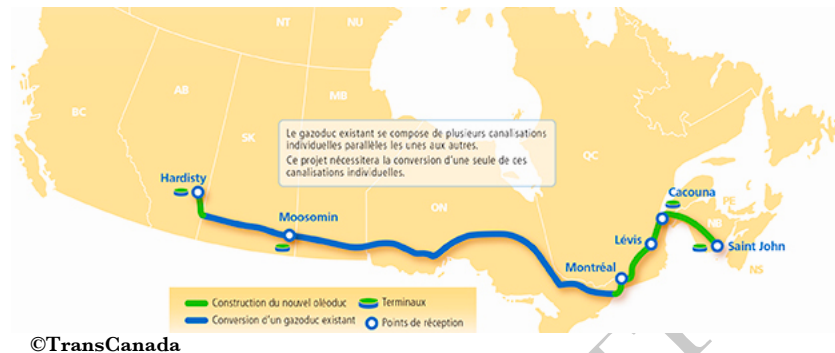 NT
NU
BC
AB
SK
MB
Le gazoduc existant se compose de plusieurs canalisations
individuelles parallèles les unes aux autres.
Ce projet nécessitera la conversion d'une seule de ces
canalisations individuelles.
QC
Hardisty
Cacouna
PE
ON
Moosomin
NB
Lévis
Saint John
Montréal
NS
Construction du nouvel oléoduc
Terminaux
Conversion d'un gazoduc existant
Points de réception
©TransCanada